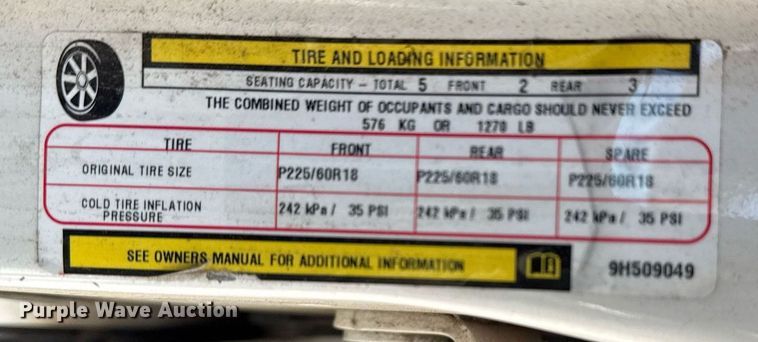 TIRE AND LOADING INFORMATION
SEATING CAPACITY – TOTAL 5 FRONT 2 REAR 3
THE COMBINED WEIGHT OF OCCUPANTS AND CARGO SHOULD NEVER EXCEED
576 KG OR 1270 LB
TIRE FRONT REAR SPARE
ORIGINAL TIRE SIZE P225/60R18 P225/60R18 P225/60R18
COLD TIRE INFLATION PRESSURE 242 kPa / 35 PSI 242 kPa / 35 PSI 242 kPa / 35 PSI
SEE OWNERS MANUAL FOR ADDITIONAL INFORMATION
9H509049
Purple Wave Auction